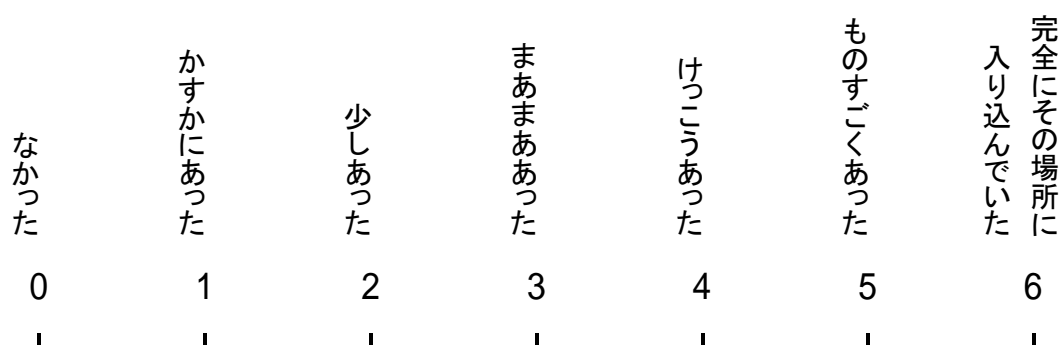 なかった
かすかにあった
少しあった
まあまああった
けっこうあった
ものすごくあった
完全にその場所に
入り込んでいた
0 1 2 3 4 5 6